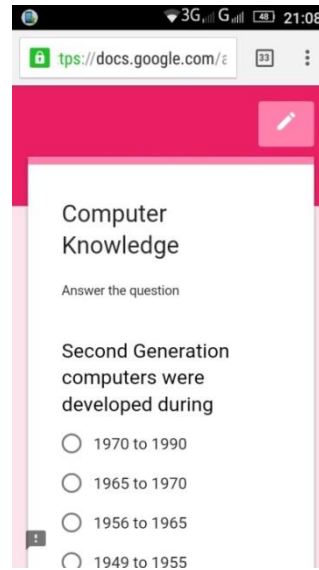 3G G 48 21:08
tps://docs.google.com/a 33
Computer
Knowledge
Answer the question
Second Generation
computers were
developed during
1970 to 1990
1965 to 1970
1956 to 1965
1949 to 1955